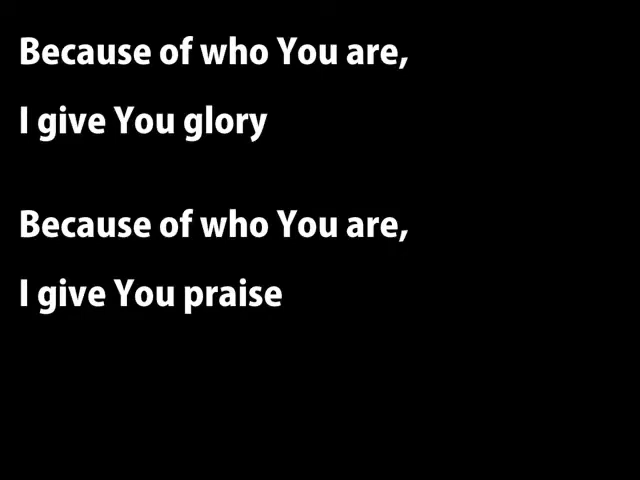 Because of who You are,
I give You glory
Because of who You are,
I give You praise